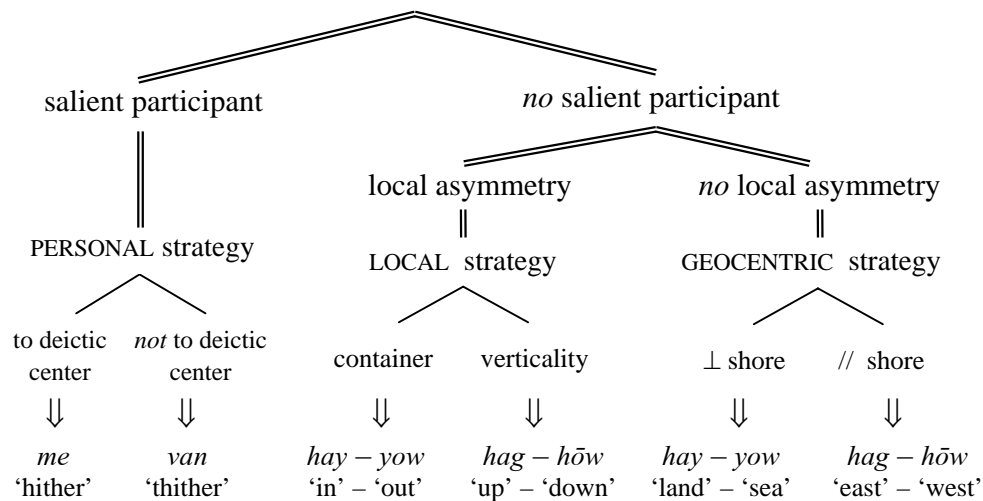 salient participant
no salient participant
local asymmetry
no local asymmetry
PERSONAL strategy
LOCAL strategy
GEOCENTRIC strategy
to deictic
center
not to deictic
center
container
verticality
⊥ shore
// shore
⇓ ⇓ ⇓ ⇓ ⇓ ⇓
me van hay – yow hag – hōw hay – yow hag – hōw
‘hither’ ‘thither’ ‘in’ – ‘out’ ‘up’ – ‘down’ ‘land’ – ‘sea’ ‘east’ – ‘west’